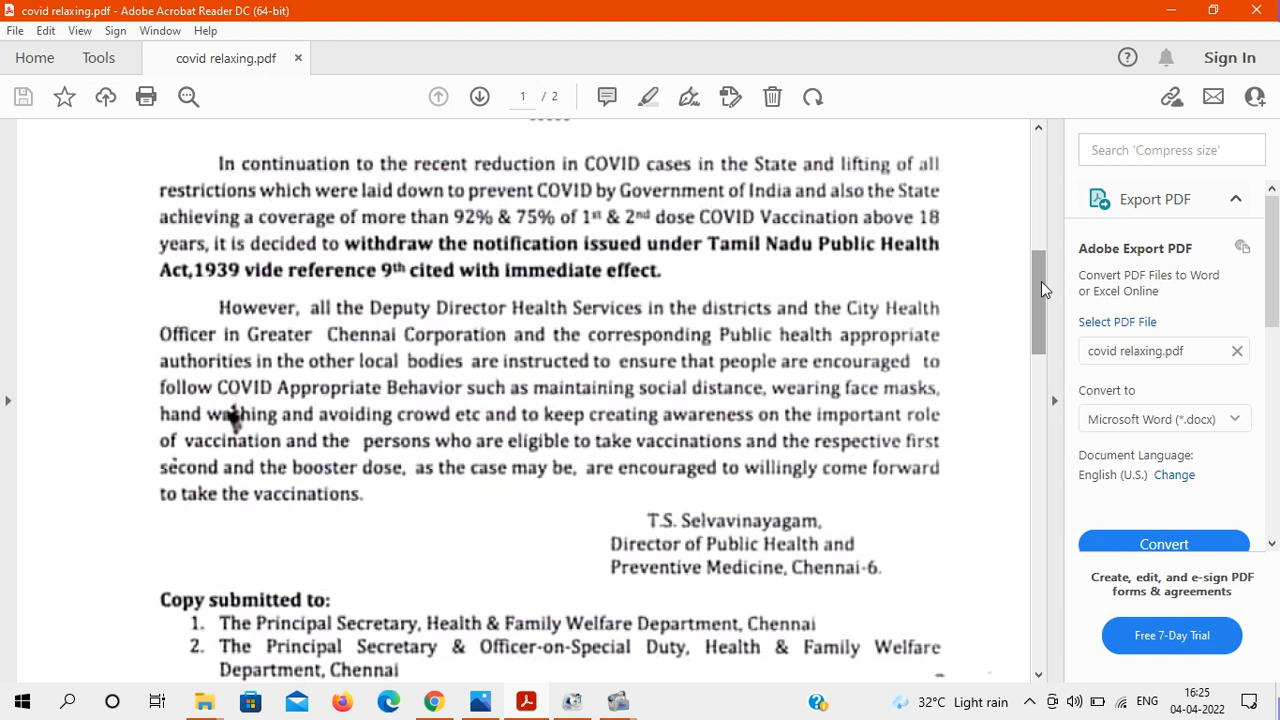 covid relaxing.pdf - Adobe Acrobat Reader DC (64-bit)
File Edit View Sign Window Help
Home Tools covid relaxing.pdf × Sign In
1 / 2
In continuation to the recent reduction in COVID cases in the State and lifting of all
restrictions which were laid down to prevent COVID by Government of India and also the State
achieving a coverage of more than 92% & 75% of 1st & 2nd dose COVID Vaccination above 18
years, it is decided to withdraw the notification issued under Tamil Nadu Public Health
Act,1939 vide reference 9th cited with immediate effect.
However, all the Deputy Director Health Services in the districts and the City Health
Officer in Greater Chennai Corporation and the corresponding Public health appropriate
authorities in the other local bodies are instructed to ensure that people are encouraged to
follow COVID Appropriate Behavior such as maintaining social distance, wearing face masks,
hand washing and avoiding crowd etc and to keep creating awareness on the important role
of vaccination and the persons who are eligible to take vaccinations and the respective first
second and the booster dose, as the case may be, are encouraged to willingly come forward
to take the vaccinations.
T.S. Selvavinayagam,
Director of Public Health and
Preventive Medicine, Chennai-6.
Copy submitted to:
1. The Principal Secretary, Health & Family Welfare Department, Chennai
2. The Principal Secretary & Officer-on-Special Duty, Health & Family Welfare
Department, Chennai
Search 'Compress size'
Export PDF
Adobe Export PDF
Convert PDF Files to Word
or Excel Online
Select PDF File
covid relaxing.pdf
Convert to
Microsoft Word (*.docx)
Document Language:
English (U.S.) Change
Convert
Create, edit, and e-sign PDF
forms & agreements
Free 7-Day Trial
32°C Light rain
ENG
16:25
04-04-2022